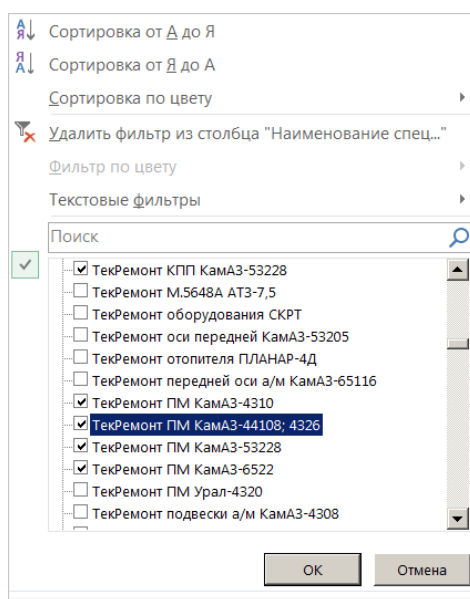 Сортировка от А до Я
Сортировка от Я до А
Сортировка по цвету
Удалить фильтр из столбца "Наименование спец..."
Фильтр по цвету
Текстовые фильтры
Поиск
ТекРемонт КПП КамАЗ-53228
ТекРемонт М.5648А АТЗ-7,5
ТекРемонт оборудования СКРТ
ТекРемонт оси передней КамАЗ-53205
ТекРемонт отопителя ПЛАНАР-4Д
ТекРемонт передней оси а/м КамАЗ-65116
ТекРемонт ПМ КамАЗ-4310
ТекРемонт ПМ КамАЗ-44108; 4326
ТекРемонт ПМ КамАЗ-53228
ТекРемонт ПМ КамАЗ-6522
ТекРемонт ПМ Урал-4320
ТекРемонт подвески а/м КамАЗ-4308
ОК
Отмена